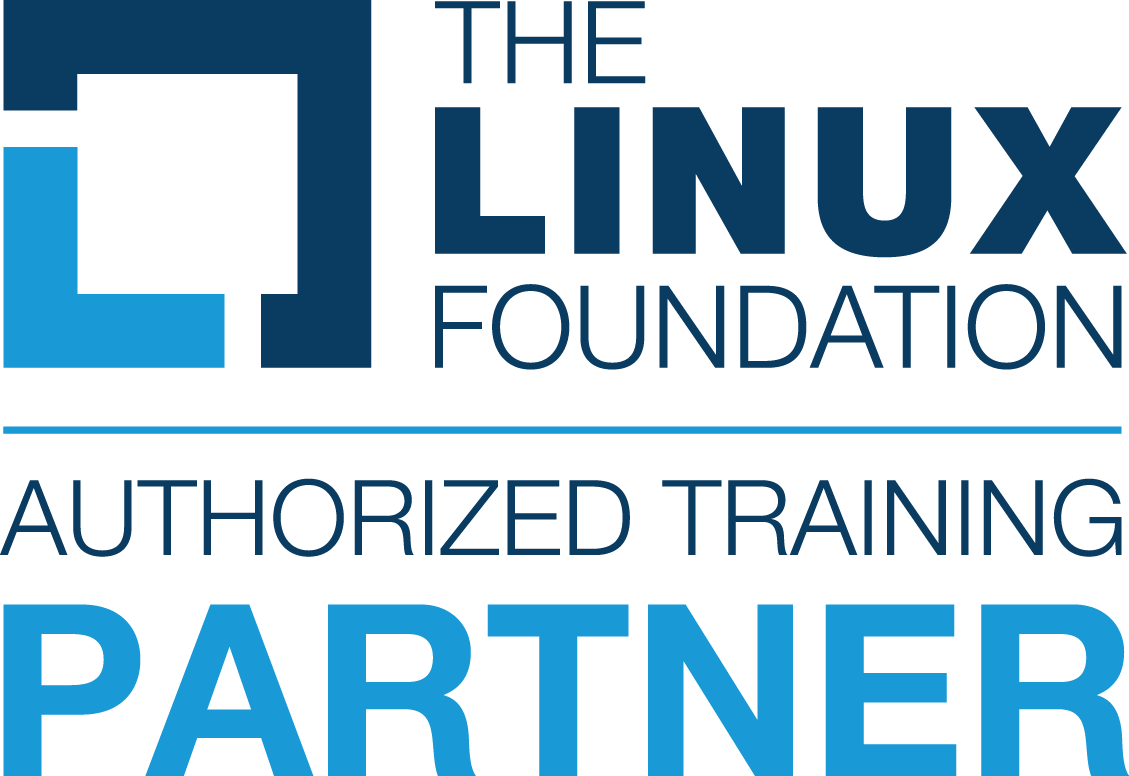 THE
LINUX
FOUNDATION
AUTHORIZED TRAINING
PARTNER